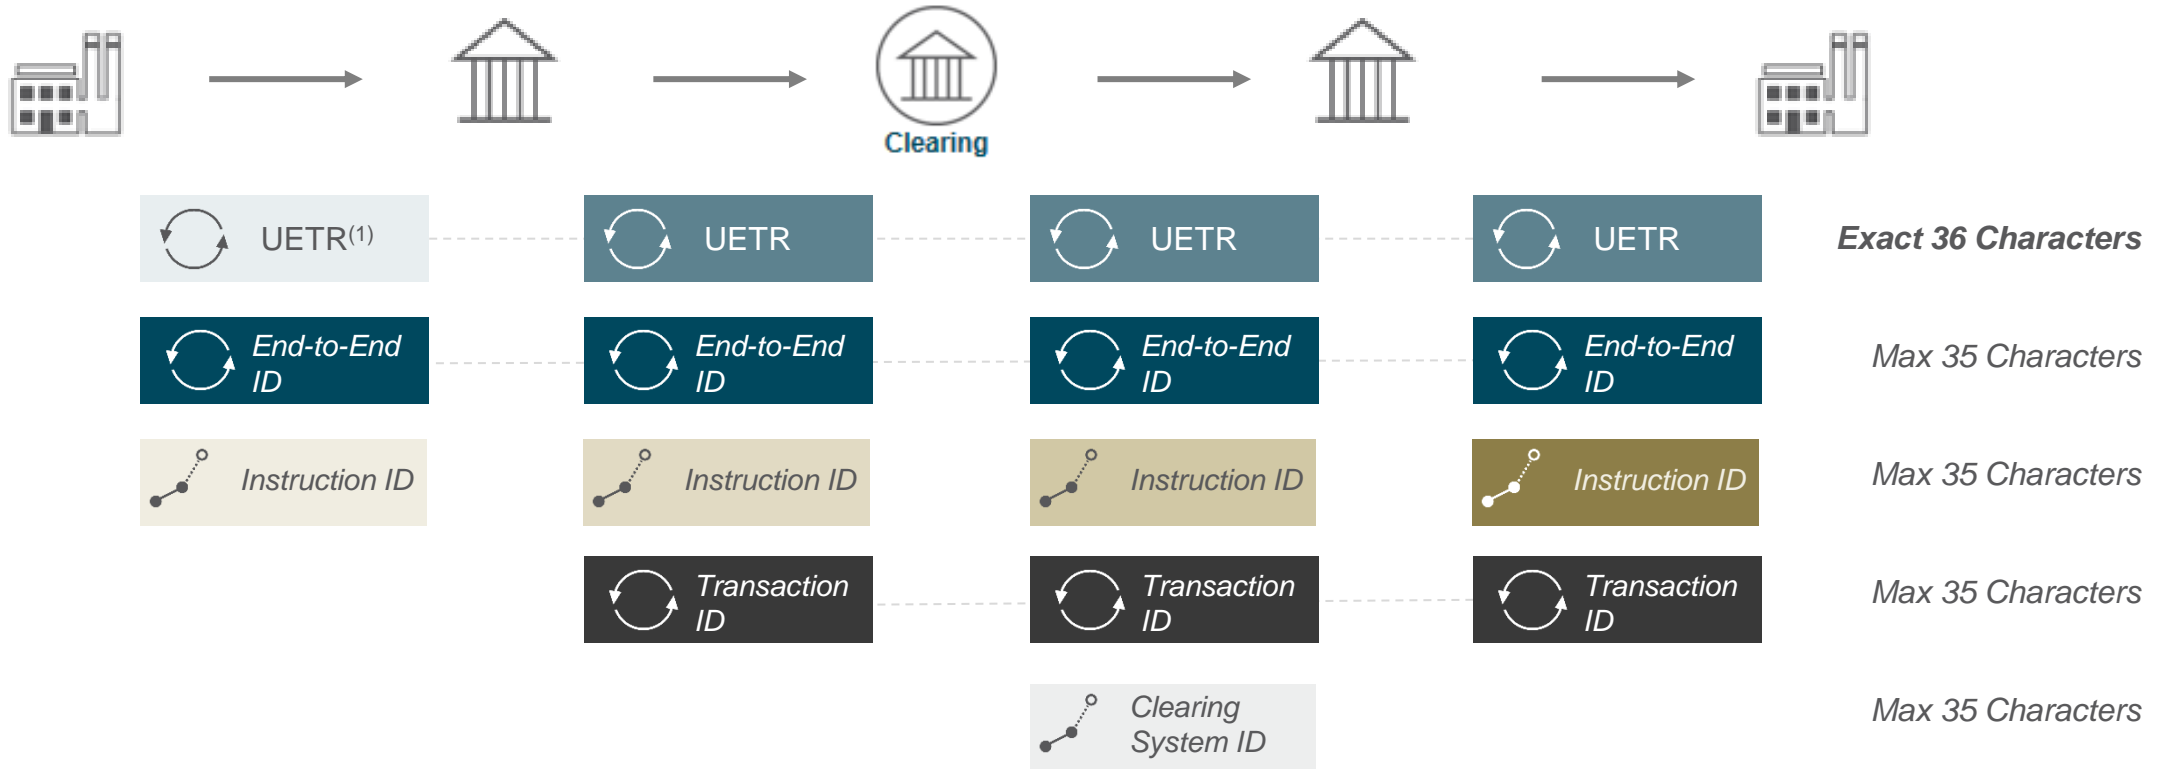 Clearing
UETR(1)
UETR
UETR
UETR
Exact 36 Characters
End-to-End
ID
End-to-End
ID
End-to-End
ID
End-to-End
ID
Max 35 Characters
Instruction ID
Instruction ID
Instruction ID
Instruction ID
Max 35 Characters
Transaction
ID
Transaction
ID
Transaction
ID
Max 35 Characters
Clearing
System ID
Max 35 Characters